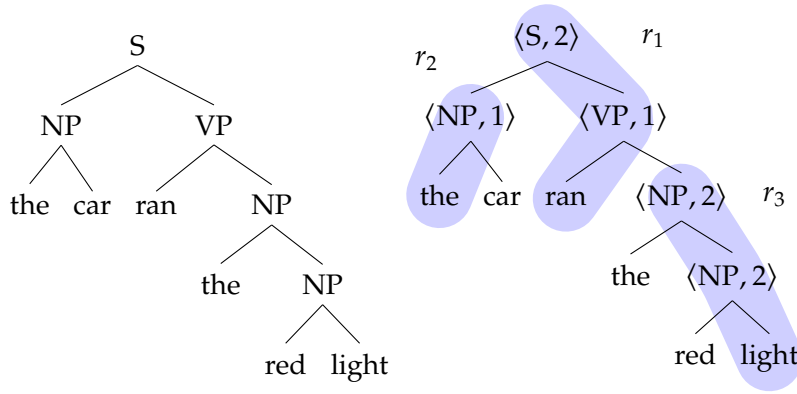 S
NP VP
the car ran NP
the NP
red light
⟨S, 2⟩ r₁
r₂
⟨NP, 1⟩ ⟨VP, 1⟩
the car ran ⟨NP, 2⟩ r₃
the ⟨NP, 2⟩
red light